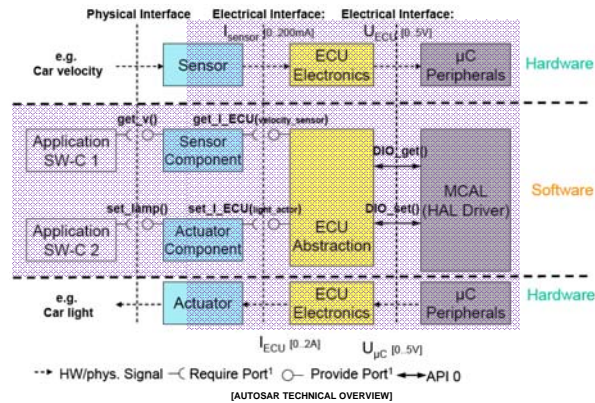 Physical Interface Electrical Interface: Electrical Interface:
I_sensor [0..200mA] U_ECU [0..5V]
e.g.
Car velocity
Sensor
ECU
Electronics
µC
Peripherals
Hardware
get_v() get_I_ECU(velocity_sensor)
Application
SW-C 1
Sensor
Component
DIO_get()
MCAL
(HAL Driver)
Software
set_lamp() set_I_ECU(light_actor)
DIO_set()
Application
SW-C 2
Actuator
Component
ECU
Abstraction
e.g.
Car light
Actuator
ECU
Electronics
µC
Peripherals
Hardware
I_ECU [0..2A] U_µC [0..5V]
HW/phys. Signal Require Port¹ Provide Port¹ API 0
[AUTOSAR TECHNICAL OVERVIEW]